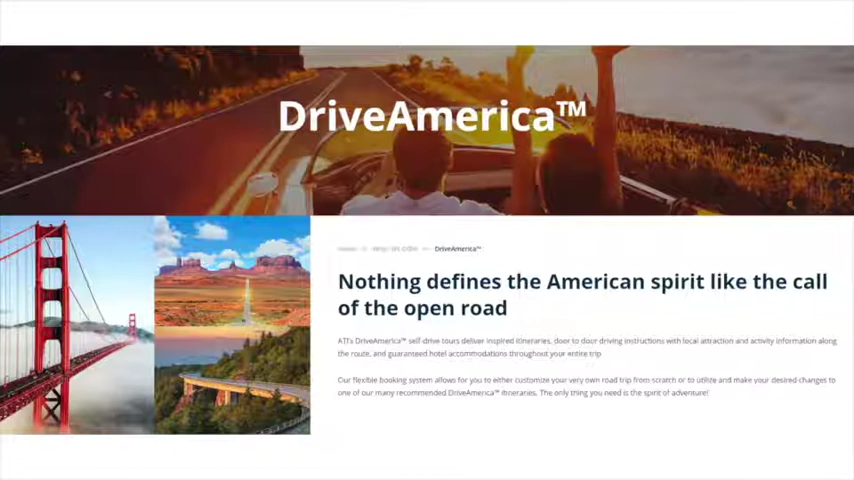 DriveAmerica™
DriveAmerica™
Nothing defines the American spirit like the call
of the open road
ATI's DriveAmerica™ self drive tours deliver inspired itineraries, door to door driving instructions with local attraction and activity information along
the route, and guaranteed hotel accommodations throughout your entire trip
Our flexible booking system allows for you to either customize your very own road trip from scratch or to utilize and make your desired changes to
one of our many recommended DriveAmerica™ itineraries. The only thing you need is the spirit of adventure!